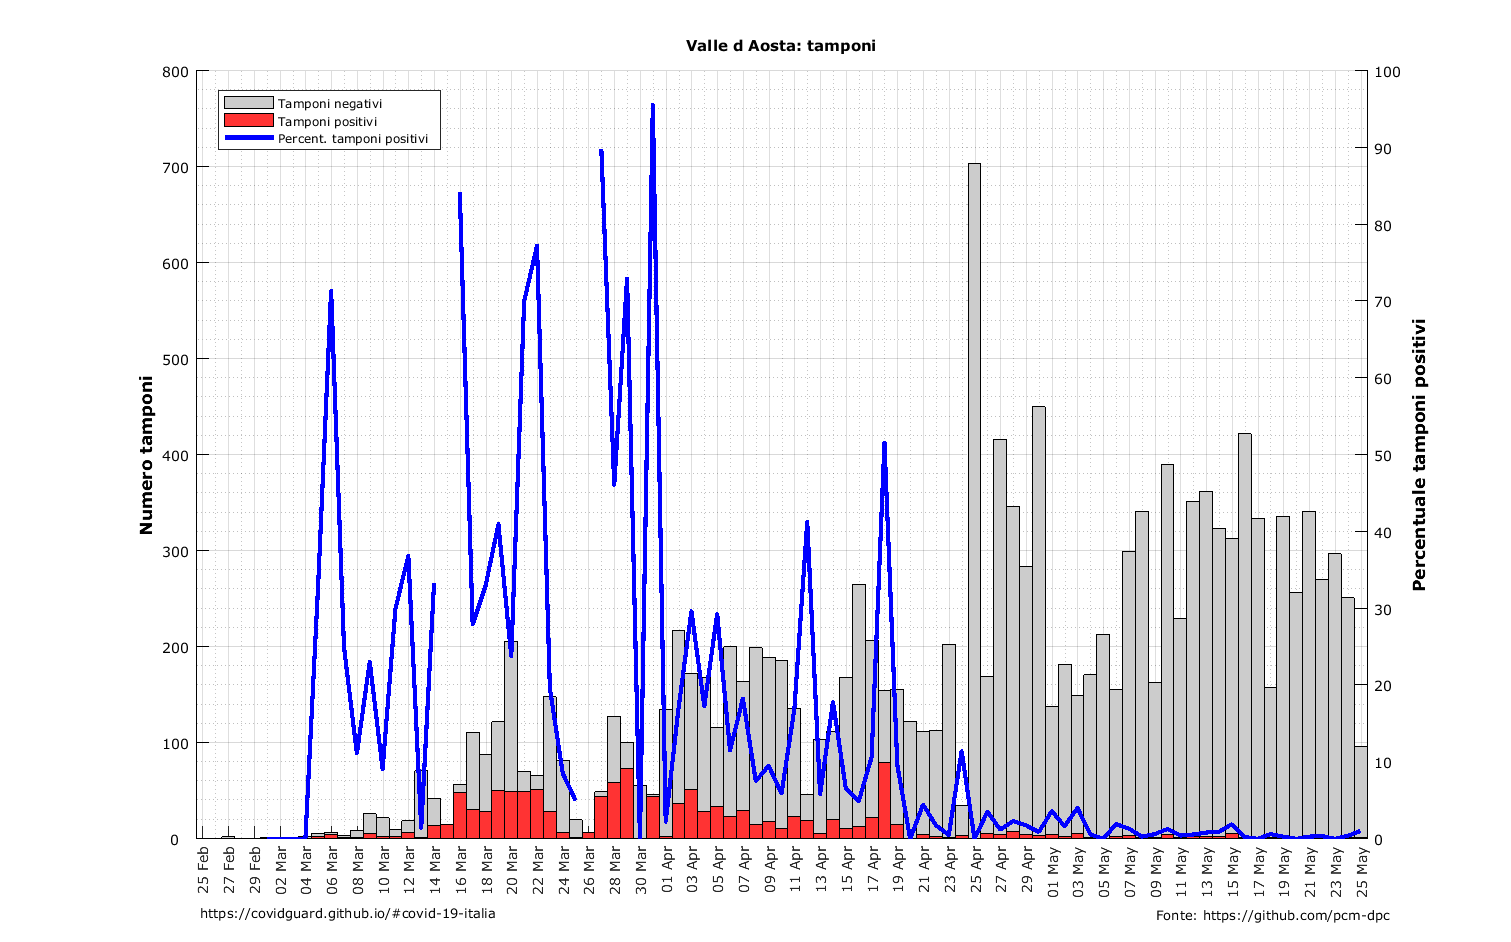 Valle d Aosta: tamponi
Tamponi negativi
Tamponi positivi
Percent. tamponi positivi
Numero tamponi
800
700
600
500
400
300
200
100
0
Percentuale tamponi positivi
100
90
80
70
60
50
40
30
20
10
0
25 Feb
27 Feb
29 Feb
02 Mar
04 Mar
06 Mar
08 Mar
10 Mar
12 Mar
14 Mar
16 Mar
18 Mar
20 Mar
22 Mar
24 Mar
26 Mar
28 Mar
30 Mar
01 Apr
03 Apr
05 Apr
07 Apr
09 Apr
11 Apr
13 Apr
15 Apr
17 Apr
19 Apr
21 Apr
23 Apr
25 Apr
27 Apr
29 Apr
01 May
03 May
05 May
07 May
09 May
11 May
13 May
15 May
17 May
19 May
21 May
23 May
25 May
https://covidguard.github.io/#covid-19-italia
Fonte: https://github.com/pcm-dpc